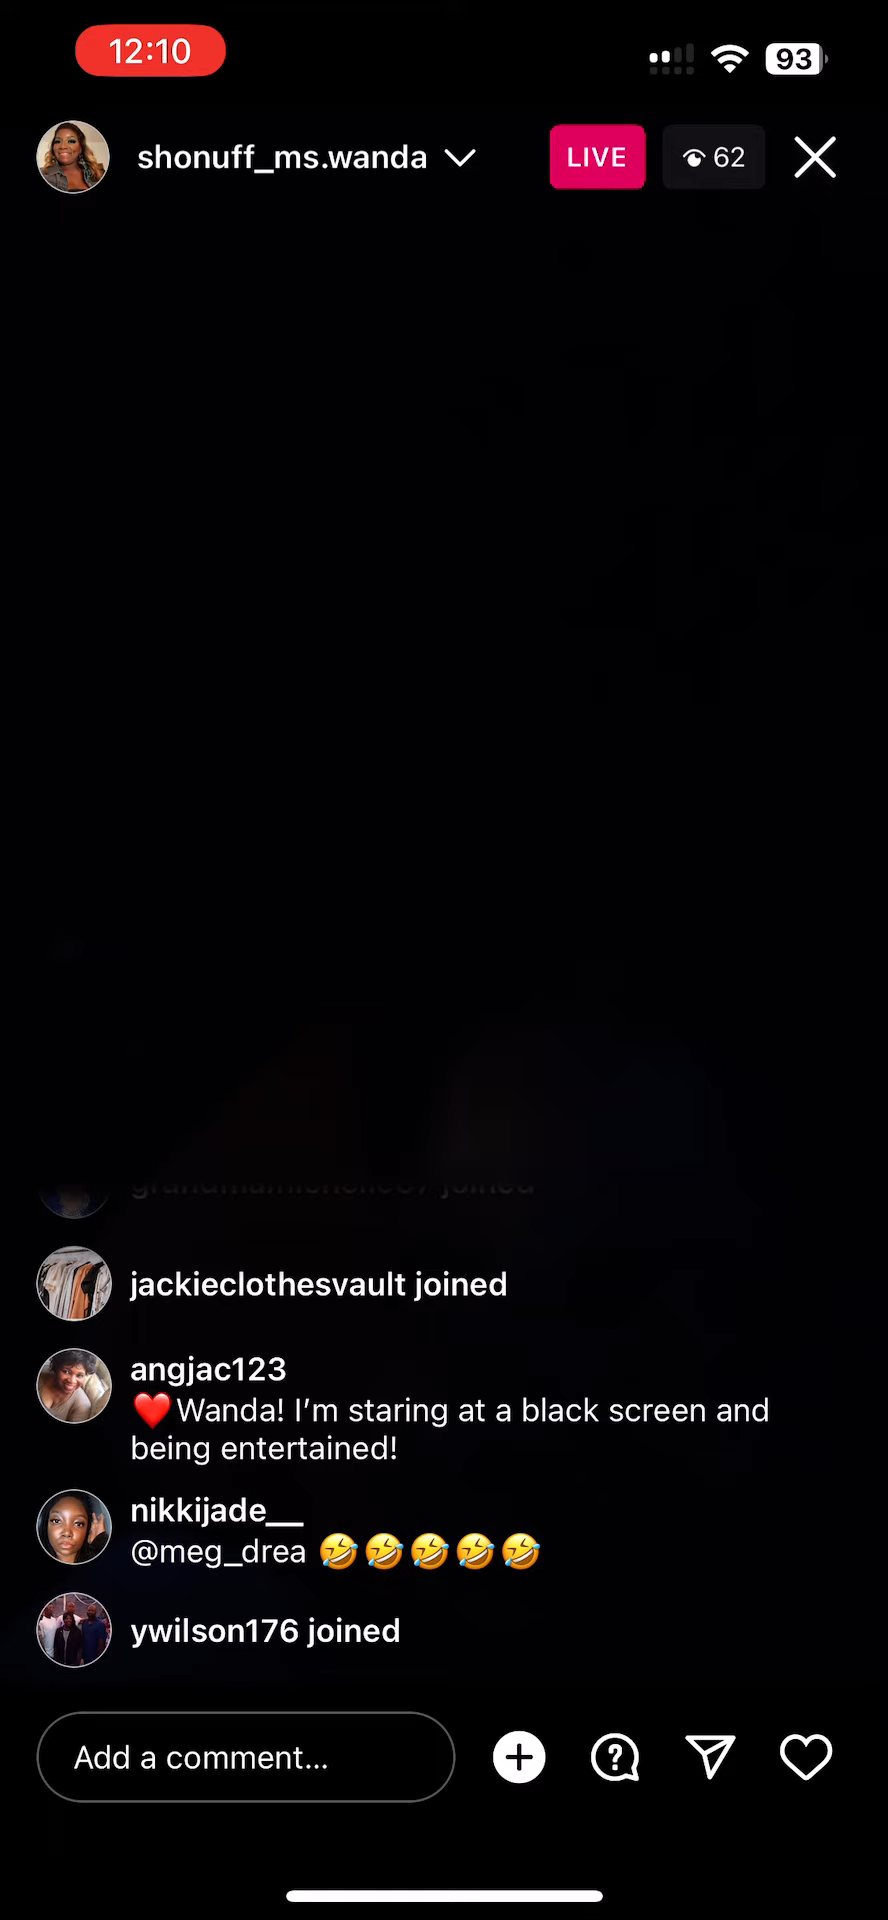 12:10
93
shonuff_ms.wanda
LIVE
62
jackieclothesvault joined
angjac123
❤️Wanda! I’m staring at a black screen and
being entertained!
nikkijade__
@meg_drea 🤣🤣🤣🤣🤣
ywilson176 joined
Add a comment...